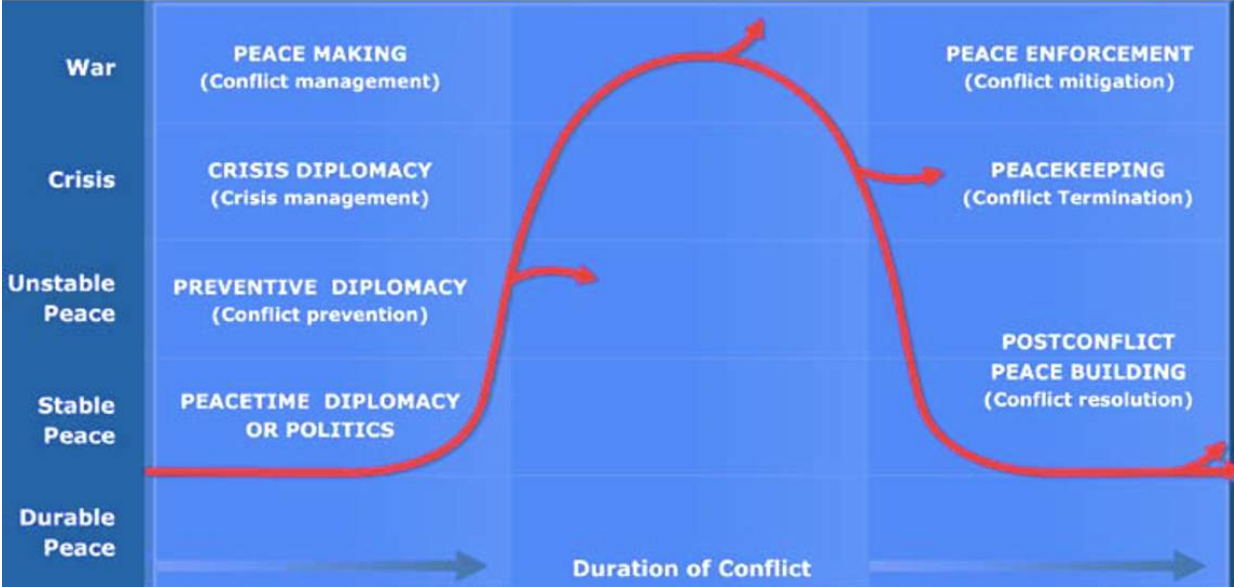 War
PEACE MAKING
(Conflict management)
PEACE ENFORCEMENT
(Conflict mitigation)
Crisis
CRISIS DIPLOMACY
(Crisis management)
PEACEKEEPING
(Conflict Termination)
Unstable
Peace
PREVENTIVE DIPLOMACY
(Conflict prevention)
Stable
Peace
PEACETIME DIPLOMACY
OR POLITICS
POSTCONFLICT
PEACE BUILDING
(Conflict resolution)
Durable
Peace
Duration of Conflict